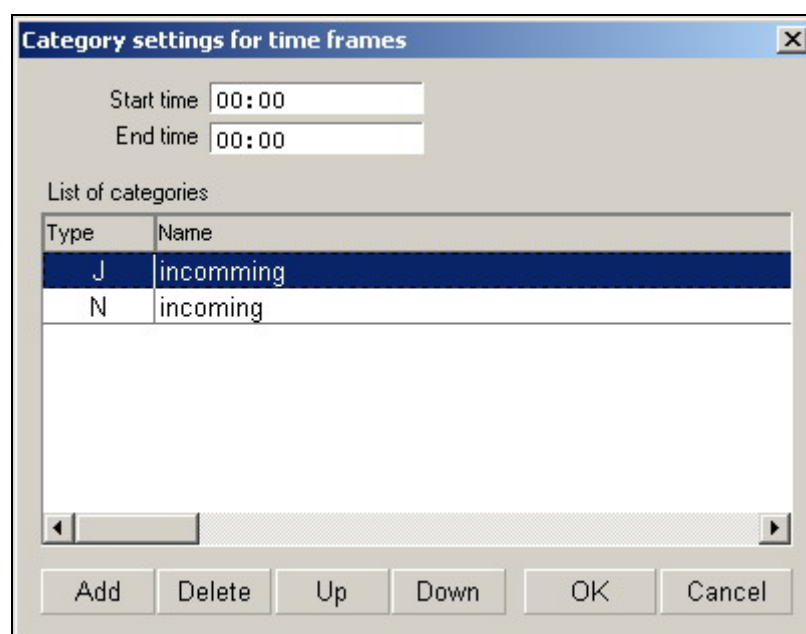 Category settings for time frames
Start time 00:00
End time 00:00
List of categories
Type Name
J incomming
N incoming
Add Delete Up Down OK Cancel